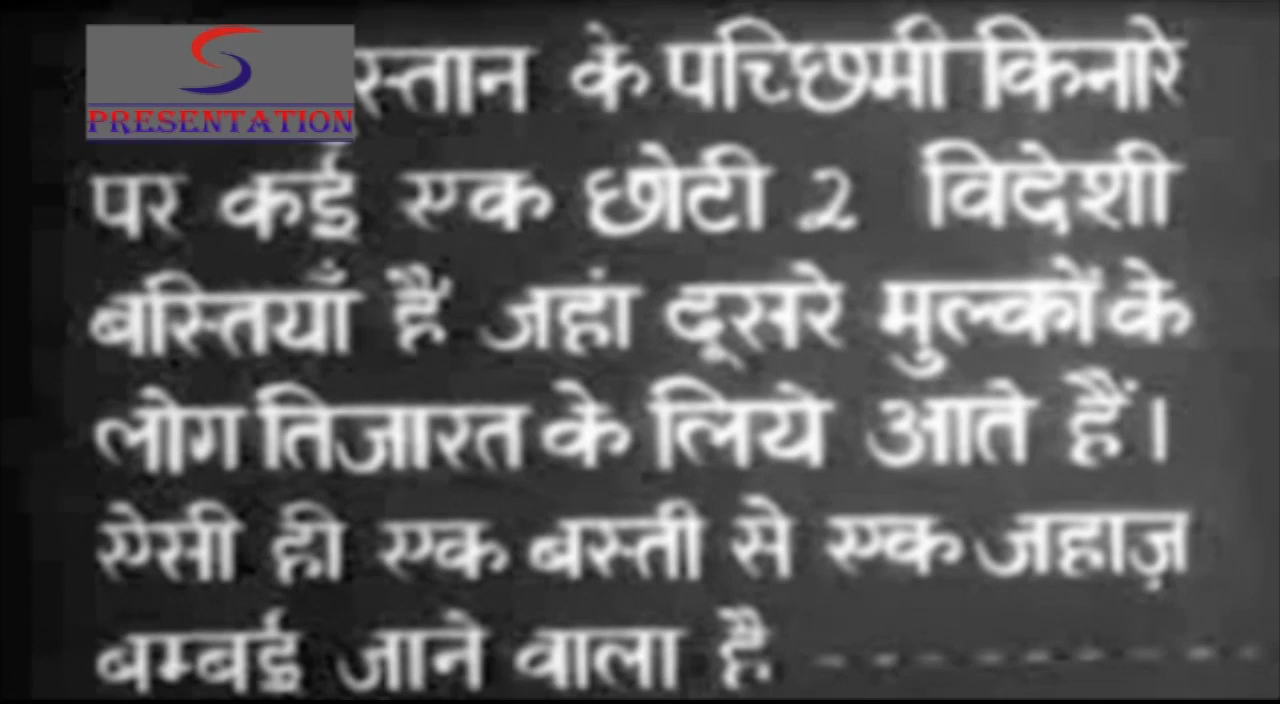 PRESENTATION
स्तान के पच्छिमी किनारे
पर कई एक छोटी 2 विदेशी
बस्तियाँ हैं जहां दूसरे मुल्कों के
लोग तिजारत के लिये आते हैं।
ऐसी ही एक बस्ती से एक जहाज़
बम्बई जाने वाला है ----------